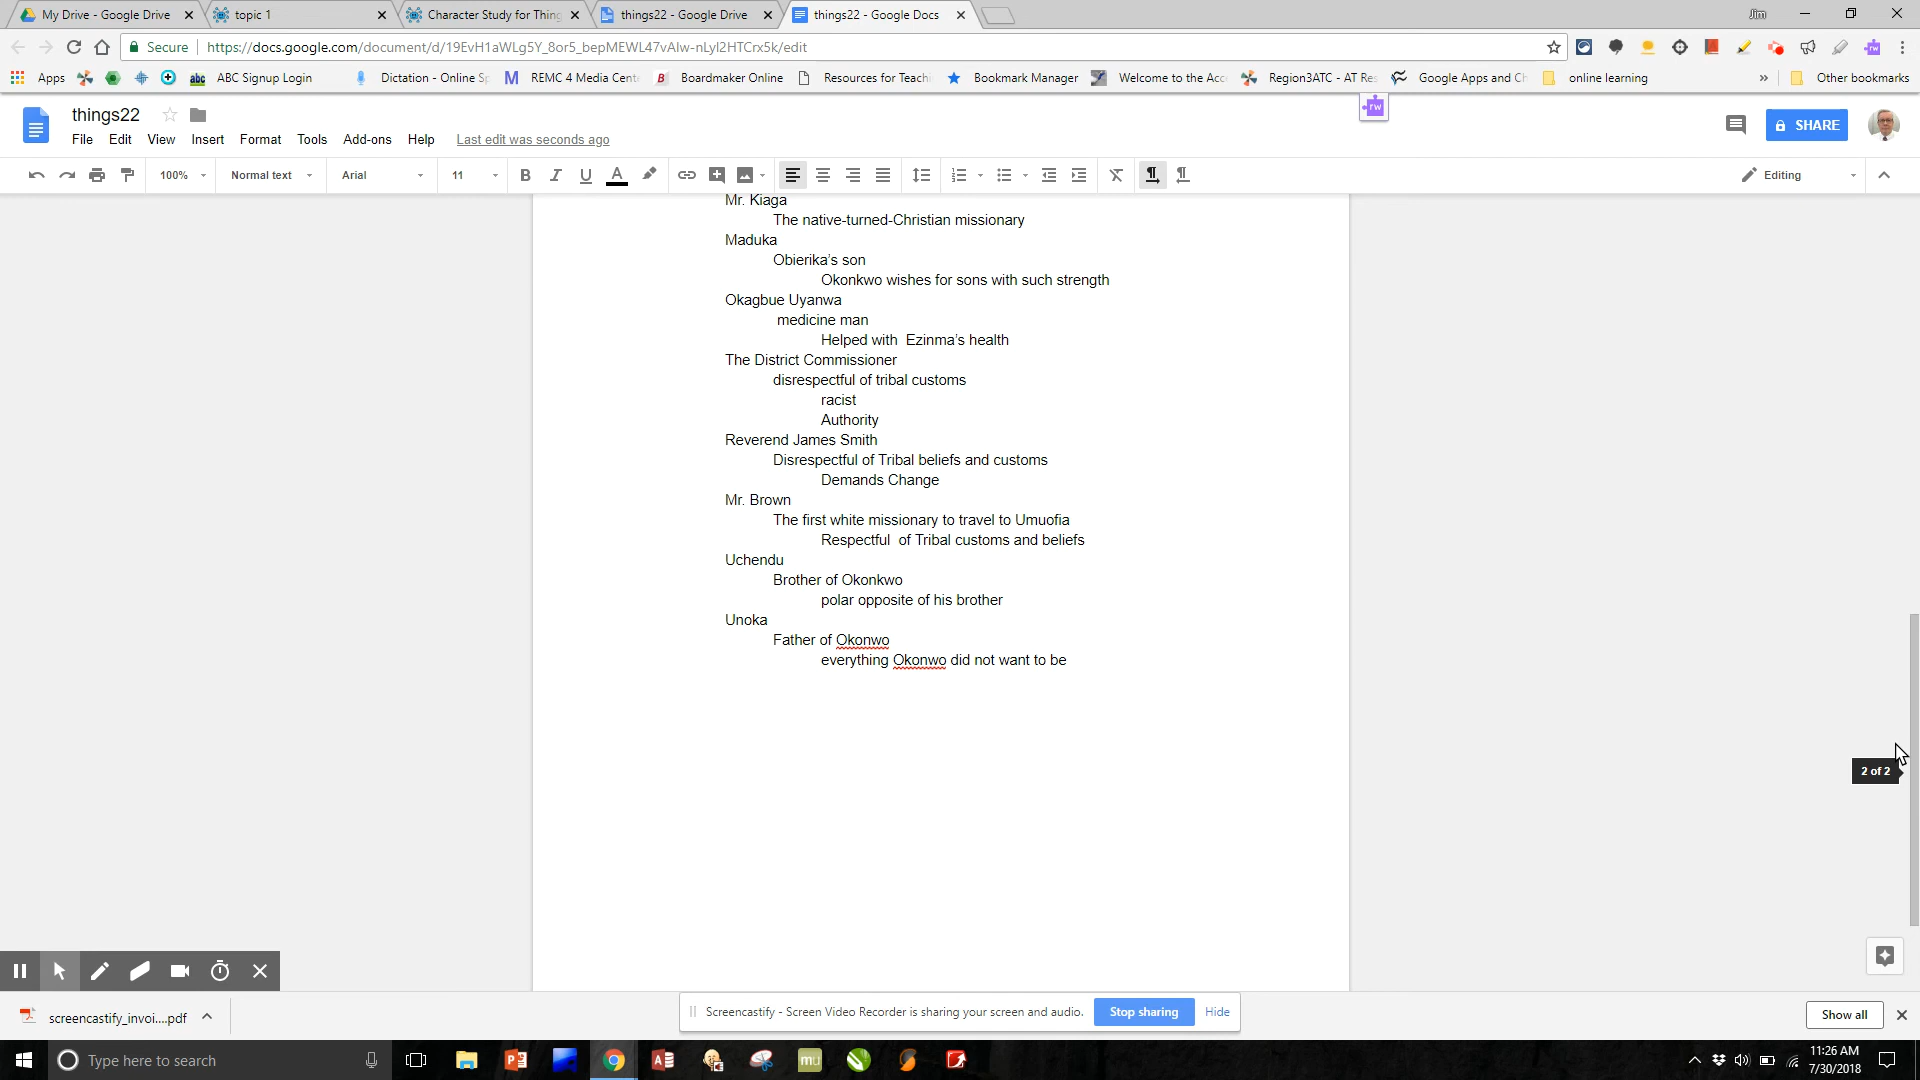 My Drive - Google Drive
topic 1
Character Study for Thing
things22 - Google Drive
things22 - Google Docs
Jim
Secure
https://docs.google.com/document/d/19EvH1aWLg5Y_8or5_bepMEWL47vAlw-nLyl2HTCrx5k/edit
Apps
abc ABC Signup Login
Dictation - Online Sp
M REMC 4 Media Cent
B Boardmaker Online
Resources for Teachi
Bookmark Manager
Welcome to the Acc
Region3ATC - AT Res
Google Apps and Ch
online learning
»
Other bookmarks
rw
things22
File Edit View Insert Format Tools Add-ons Help Last edit was seconds ago
SHARE
100% Normal text Arial 11 B I U A Editing
Mr. Kiaga
The native-turned-Christian missionary
Maduka
Obierika's son
Okonkwo wishes for sons with such strength
Okagbue Uyanwa
medicine man
Helped with  Ezinma's health
The District Commissioner
disrespectful of tribal customs
racist
Authority
Reverend James Smith
Disrespectful of Tribal beliefs and customs
Demands Change
Mr. Brown
The first white missionary to travel to Umuofia
Respectful  of Tribal customs and beliefs
Uchendu
Brother of Okonkwo
polar opposite of his brother
Unoka
Father of Okonwo
everything Okonwo did not want to be
2 of 2
screencastify_invoi....pdf
Screencastify - Screen Video Recorder is sharing your screen and audio.
Stop sharing
Hide
Show all
Type here to search
mu
11:26 AM
7/30/2018